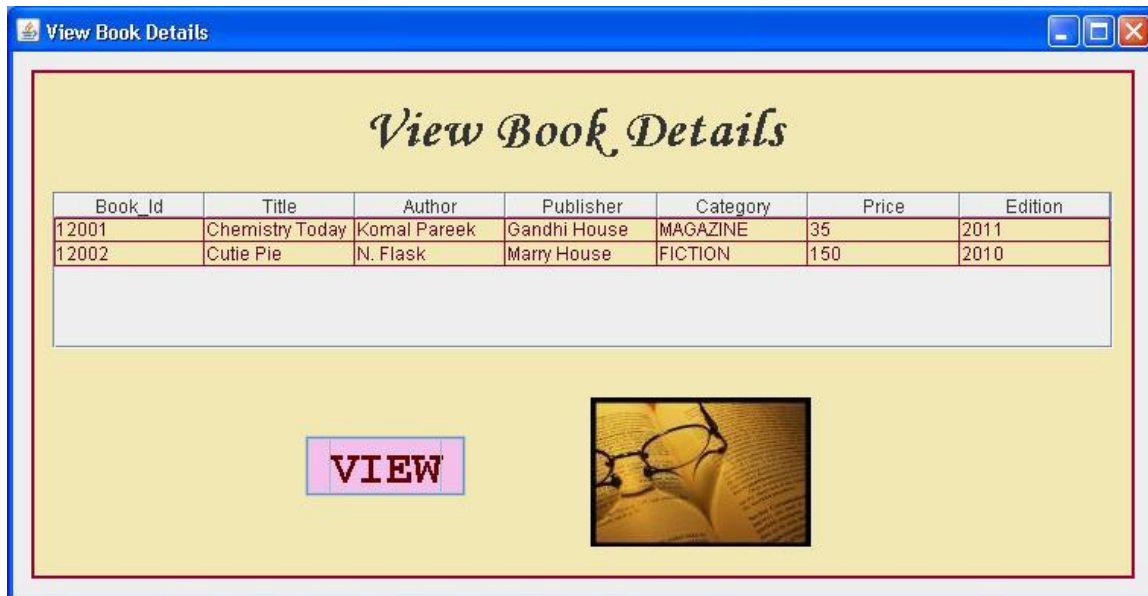 View Book Details
View Book Details
Book_Id Title Author Publisher Category Price Edition
12001 Chemistry Today Komal Pareek Gandhi House MAGAZINE 35 2011
12002 Cutie Pie N. Flask Marry House FICTION 150 2010
VIEW